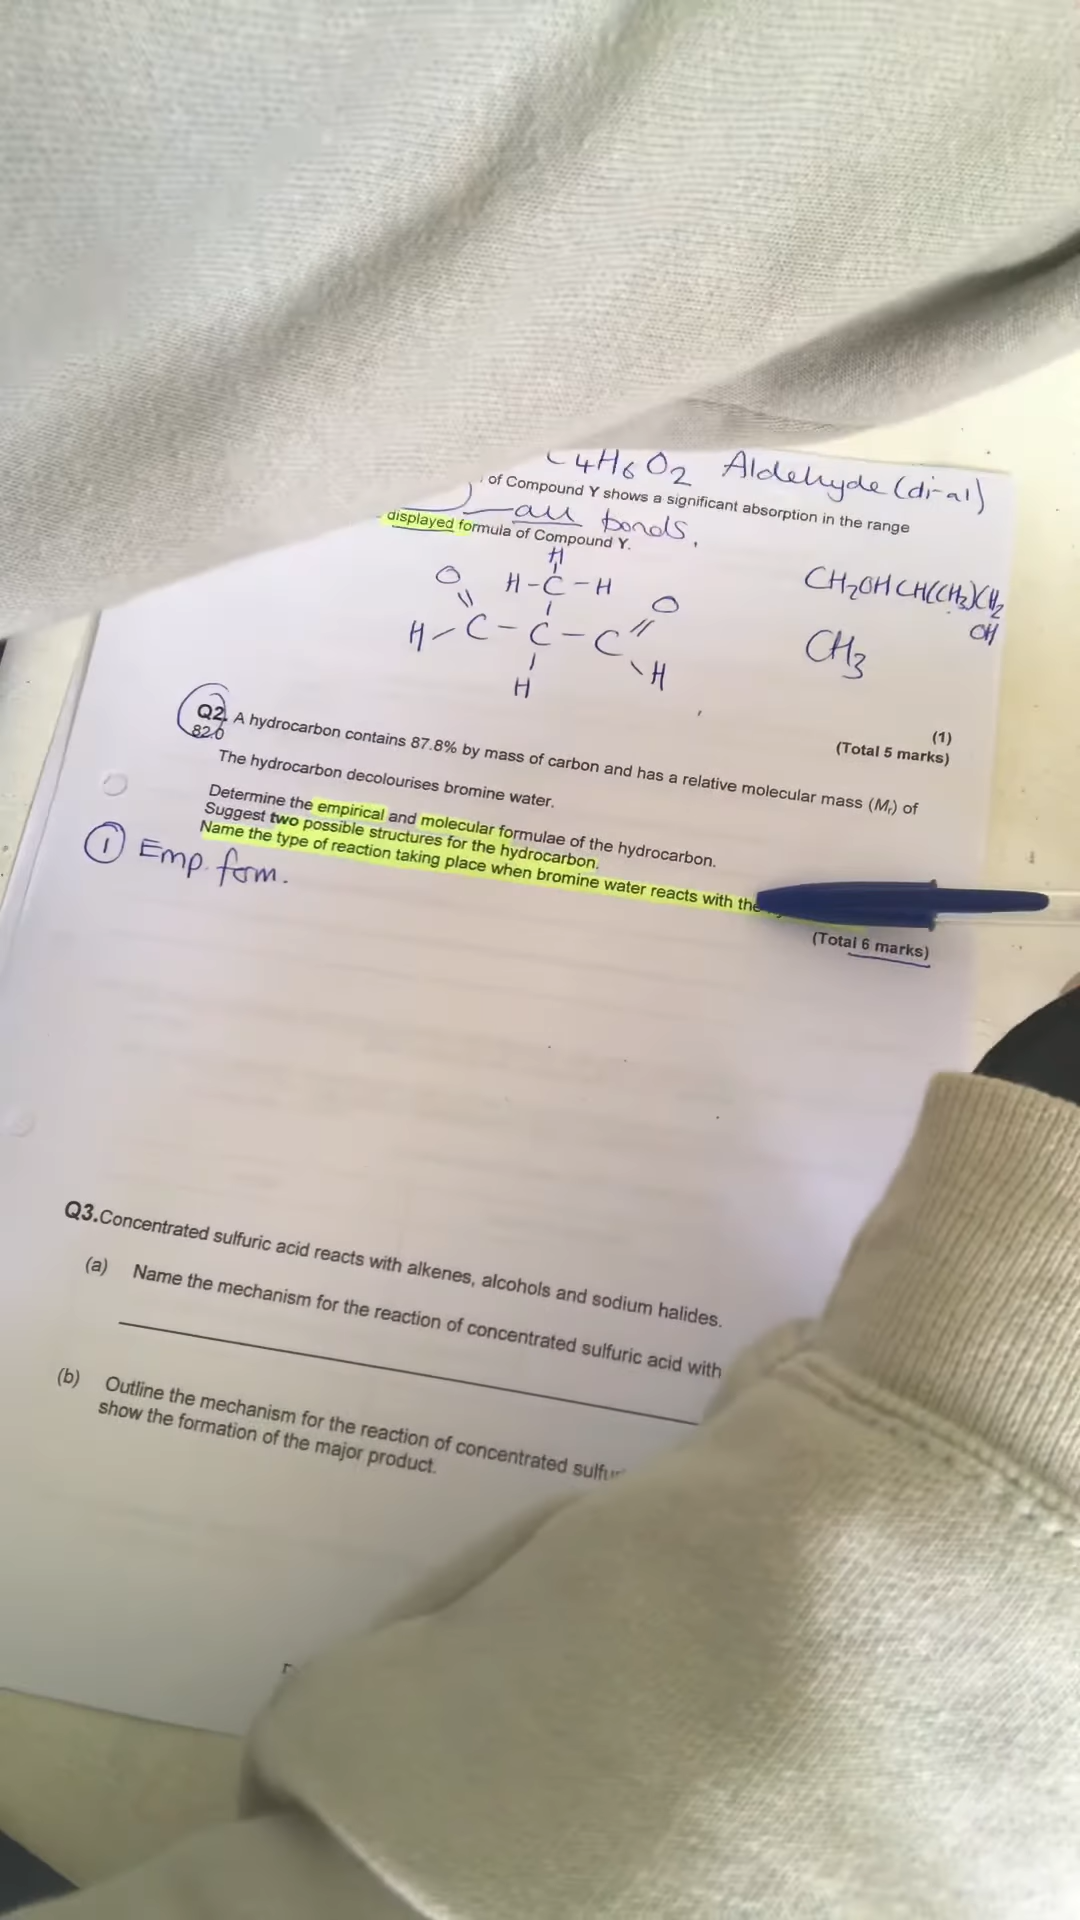 C4H6O2 Aldehyde (di-al)
of Compound Y shows a significant absorption in the range
all bonds.
displayed formula of Compound Y.
H
O H-C-H O
H-C-C-C
H H
CH2OHCH(CH3)CH2
OH
CH3
(1)
(Total 5 marks)
Q2. A hydrocarbon contains 87.8% by mass of carbon and has a relative molecular mass (Mr) of
82.0
The hydrocarbon decolourises bromine water.
Determine the empirical and molecular formulae of the hydrocarbon.
Suggest two possible structures for the hydrocarbon.
Name the type of reaction taking place when bromine water reacts with the
(Total 6 marks)
1 Emp. form.
Q3. Concentrated sulfuric acid reacts with alkenes, alcohols and sodium halides.
(a) Name the mechanism for the reaction of concentrated sulfuric acid with
(b) Outline the mechanism for the reaction of concentrated
show the formation of the major product.